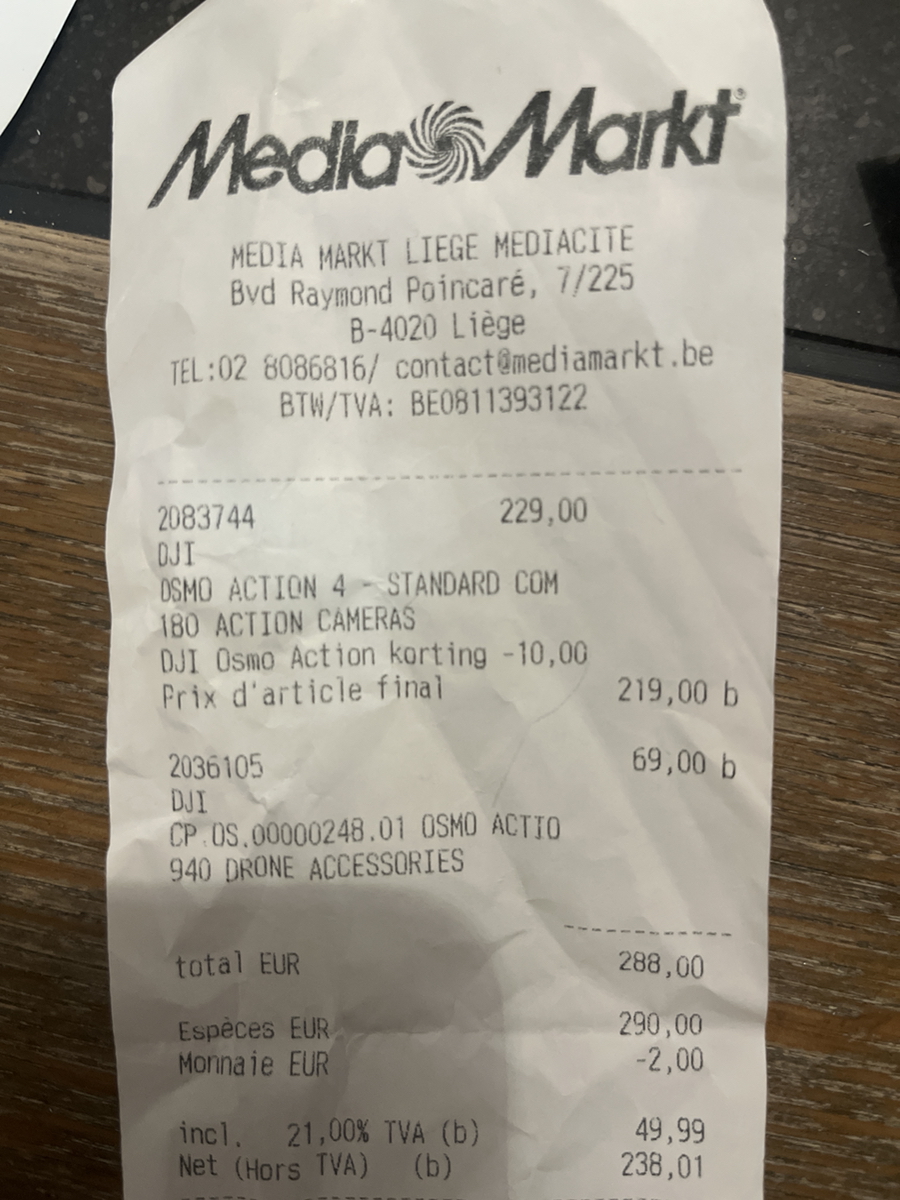 Media Markt®
MEDIA MARKT LIEGE MEDIACITE
Bvd Raymond Poincaré, 7/225
B-4020 Liège
TEL:02 8086816/ contact@mediamarkt.be
BTW/TVA: BE0811393122
2083744 229,00
DJI
OSMO ACTION 4 - STANDARD COM
180 ACTION CAMERAS
DJI Osmo Action korting -10,00
Prix d'article final 219,00 b
2036105 69,00 b
DJI
CP.OS.00000248.01 OSMO ACTIO
940 DRONE ACCESSORIES
total EUR 288,00
Espèces EUR 290,00
Monnaie EUR -2,00
incl. 21,00% TVA (b) 49,99
Net (Hors TVA) (b) 238,01